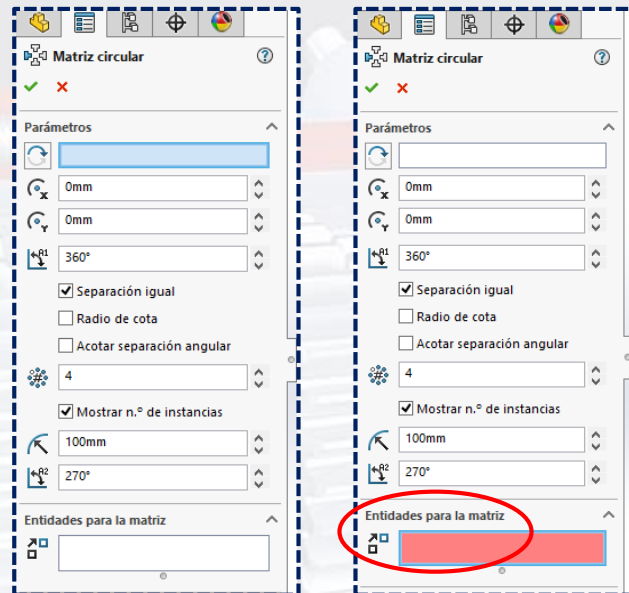 Matriz circular
Parámetros
0mm
0mm
360°
Separación igual
Radio de cota
Acotar separación angular
4
Mostrar n.º de instancias
100mm
270°
Entidades para la matriz
Matriz circular
Parámetros
0mm
0mm
360°
Separación igual
Radio de cota
Acotar separación angular
4
Mostrar n.º de instancias
100mm
270°
Entidades para la matriz